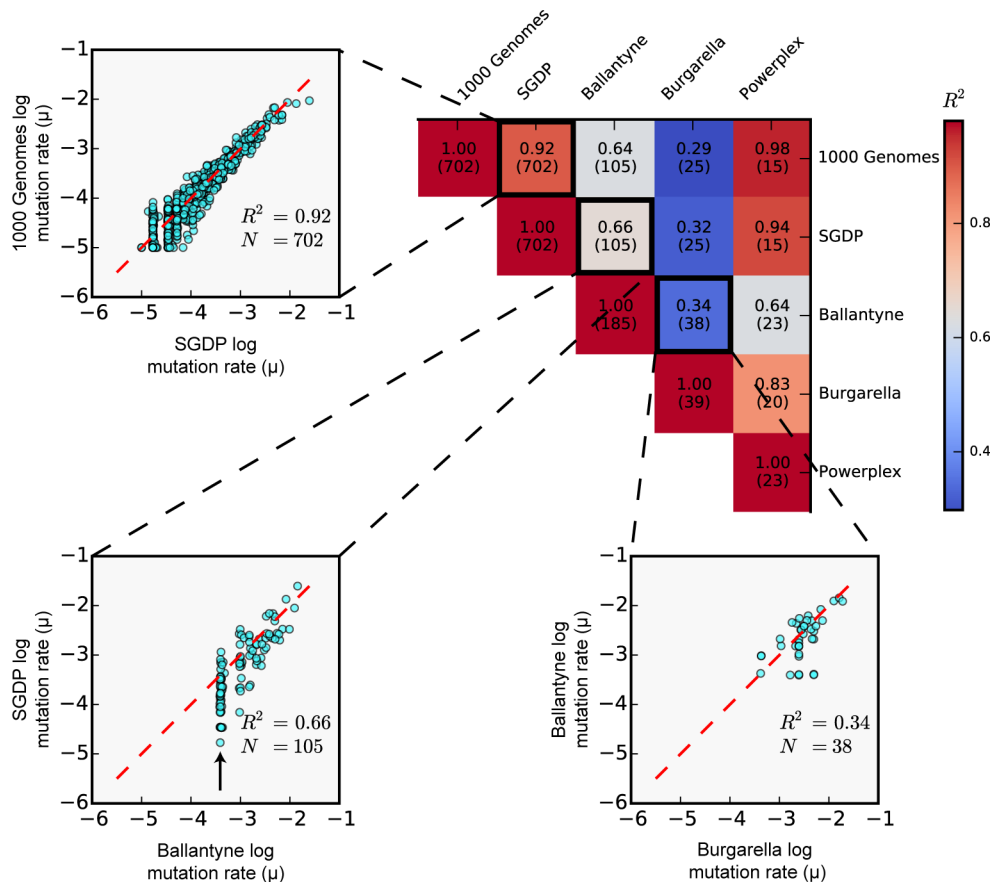 1000 Genomes
SGDP
Ballantyne
Burgarella
Powerplex
R²
1.00 0.92 0.64 0.29 0.98
(702) (702) (105) (25) (15)
1000 Genomes
1.00 0.66 0.32 0.94
(702) (105) (25) (15)
SGDP
1.00 0.34 0.64
(185) (38) (23)
Ballantyne
1.00 0.83
(39) (20)
Burgarella
1.00
(23)
Powerplex
0.8
0.6
0.4
−1
−2
−3
−4
−5
−6
1000 Genomes log
mutation rate (μ)
R² = 0.92
N = 702
−6 −5 −4 −3 −2 −1
SGDP log
mutation rate (μ)
−1
−2
−3
−4
−5
−6
SGDP log
mutation rate (μ)
R² = 0.66
N = 105
−6 −5 −4 −3 −2 −1
Ballantyne log
mutation rate (μ)
−1
−2
−3
−4
−5
−6
Ballantyne log
mutation rate (μ)
R² = 0.34
N = 38
−6 −5 −4 −3 −2 −1
Burgarella log
mutation rate (μ)